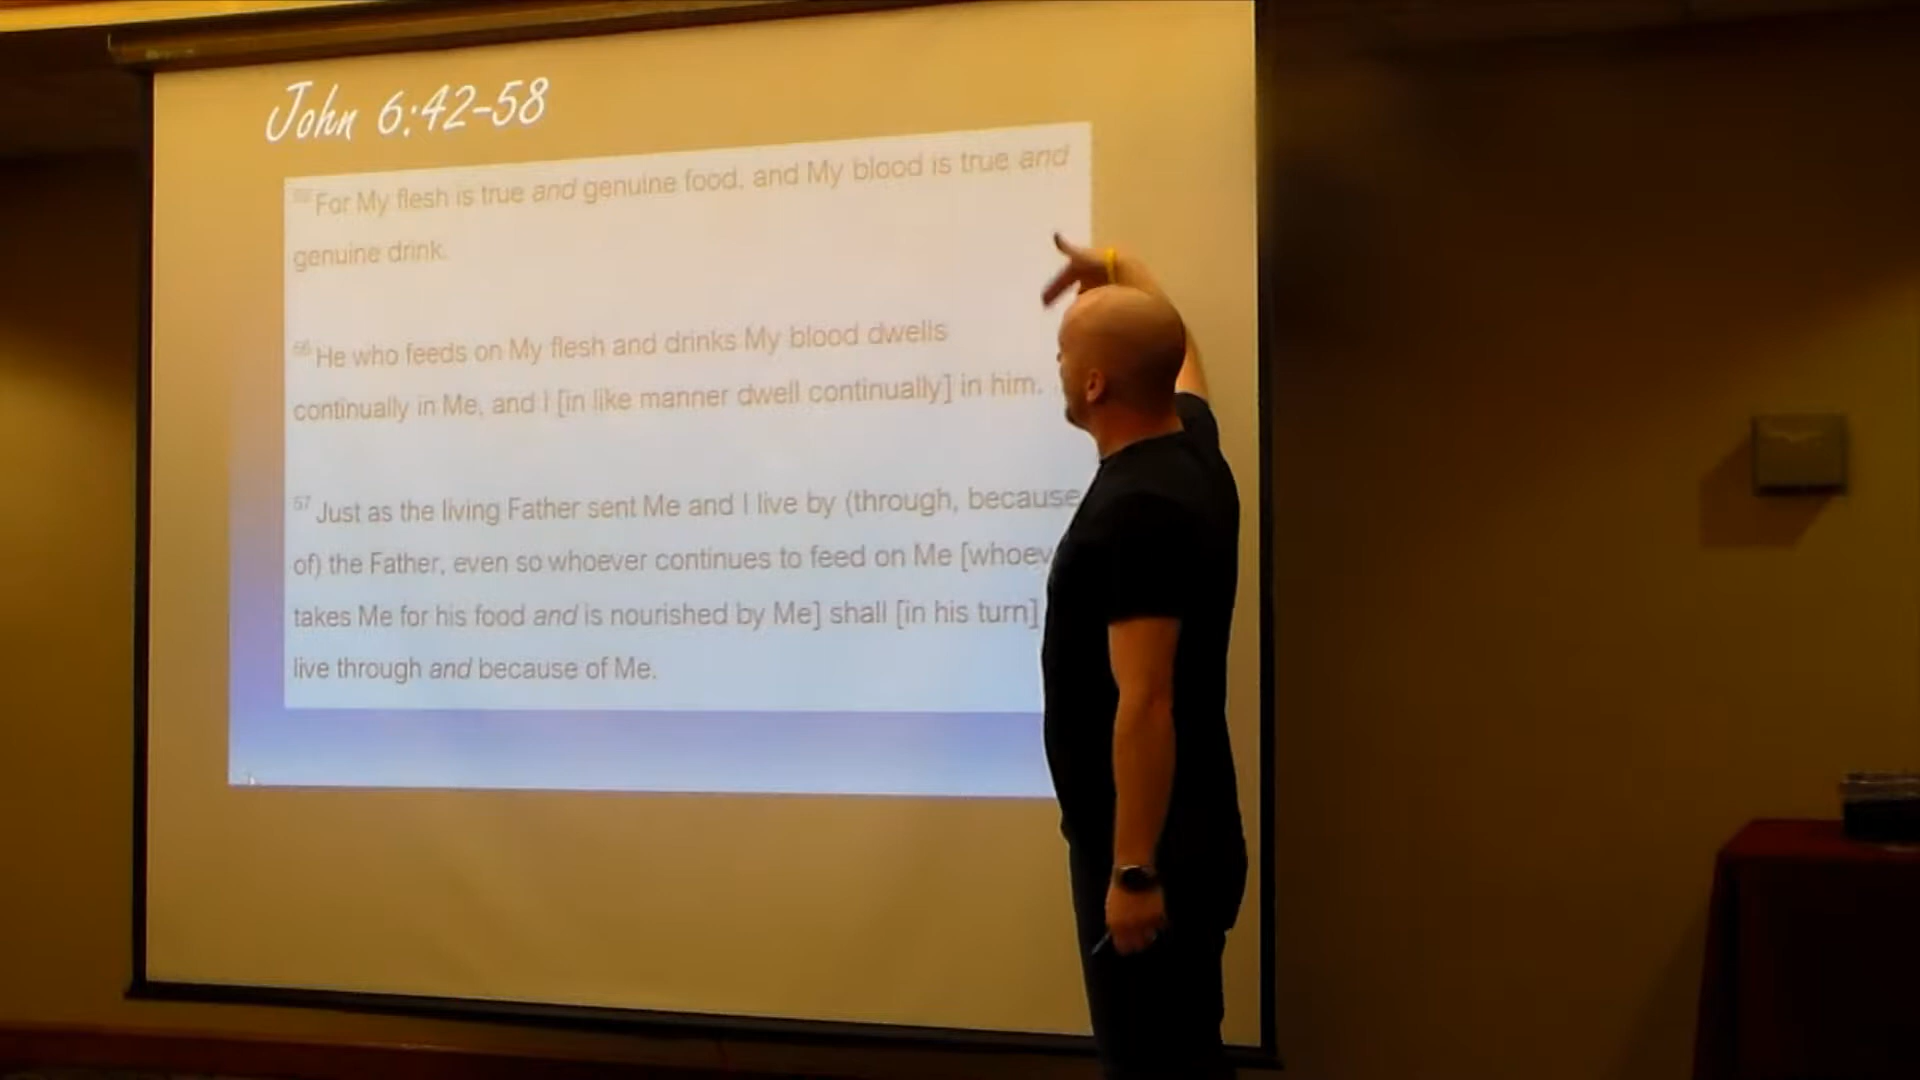 John 6:42-58
55 For My flesh is true and genuine food, and My blood is true and
genuine drink.
56 He who feeds on My flesh and drinks My blood dwells
continually in Me, and I [in like manner dwell continually] in him.
57 Just as the living Father sent Me and I live by (through, because
of) the Father, even so whoever continues to feed on Me [whoev
takes Me for his food and is nourished by Me] shall [in his turn]
live through and because of Me.